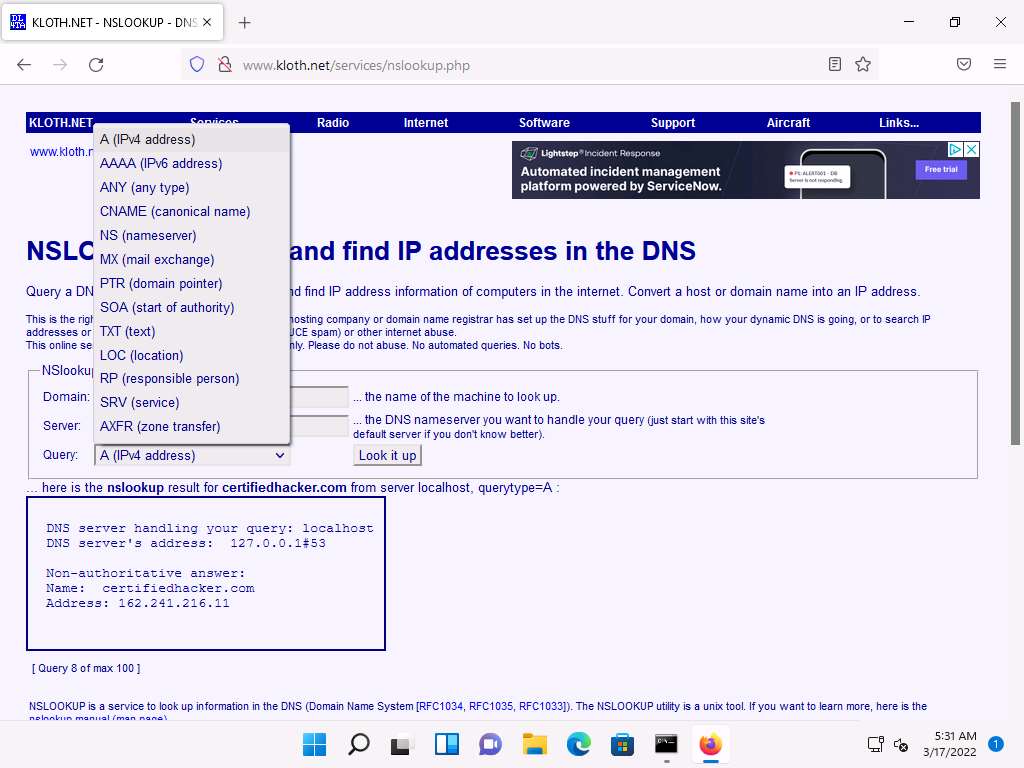 KLOTH.NET - NSLOOKUP - DNS
www.kloth.net/services/nslookup.php
KLOTH.NET Services Radio Internet Software Support Aircraft Links...
www.kloth.n
Lightstep Incident Response
Automated incident management
platform powered by ServiceNow.
P1: ALERT001 - DB
Server is not responding.
Free trial
A (IPv4 address)
AAAA (IPv6 address)
ANY (any type)
CNAME (canonical name)
NS (nameserver)
MX (mail exchange)
PTR (domain pointer)
SOA (start of authority)
TXT (text)
LOC (location)
RP (responsible person)
SRV (service)
AXFR (zone transfer)
NSLO and find IP addresses in the DNS
Query a DN nd find IP address information of computers in the internet. Convert a host or domain name into an IP address.
This is the righ hosting company or domain name registrar has set up the DNS stuff for your domain, how your dynamic DNS is going, or to search IP
addresses or UCE spam) or other internet abuse.
This online se nly. Please do not abuse. No automated queries. No bots.
NSlookup
Domain: ... the name of the machine to look up.
Server: ... the DNS nameserver you want to handle your query (just start with this site's
default server if you don't know better).
Query: A (IPv4 address) Look it up
... here is the nslookup result for certifiedhacker.com from server localhost, querytype=A :
DNS server handling your query: localhost
DNS server's address: 127.0.0.1#53
Non-authoritative answer:
Name: certifiedhacker.com
Address: 162.241.216.11
[ Query 8 of max 100 ]
NSLOOKUP is a service to look up information in the DNS (Domain Name System [RFC1034, RFC1035, RFC1033]). The NSLOOKUP utility is a unix tool. If you want to learn more, here is the
nslookup manual (man page).
5:31 AM
3/17/2022
1